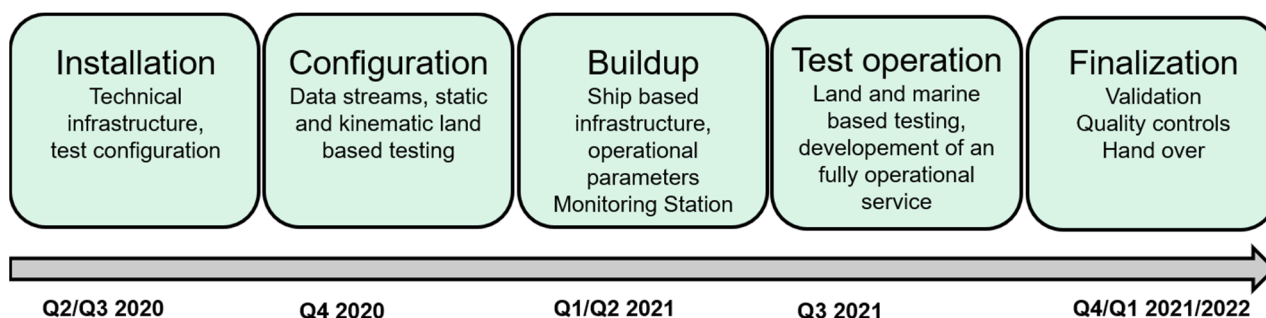 Installation
Technical
infrastructure,
test configuration
Configuration
Data streams, static
and kinematic land
based testing
Buildup
Ship based
infrastructure,
operational
parameters
Monitoring Station
Test operation
Land and marine
based testing,
developement of an
fully operational
service
Finalization
Validation
Quality controls
Hand over
Q2/Q3 2020
Q4 2020
Q1/Q2 2021
Q3 2021
Q4/Q1 2021/2022